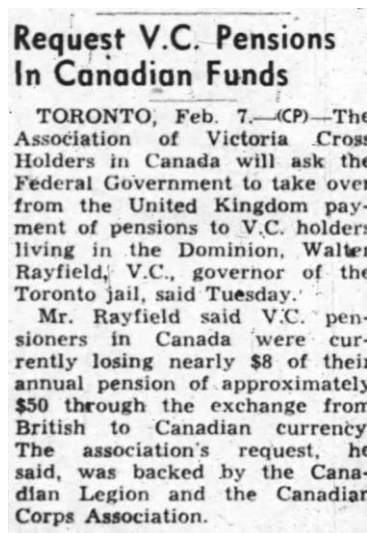 Request V.C. Pensions
In Canadian Funds
TORONTO, Feb. 7.—(CP)—The
Association of Victoria Cross
Holders in Canada will ask the
Federal Government to take over
from the United Kingdom pay-
ment of pensions to V.C. holders
living in the Dominion, Walter
Rayfield, V.C., governor of the
Toronto jail, said Tuesday.
Mr. Rayfield said V.C. pen-
sioners in Canada were cur-
rently losing nearly $8 of their
annual pension of approximately
$50 through the exchange from
British to Canadian currency.
The association's request, he
said, was backed by the Cana-
dian Legion and the Canadian
Corps Association.